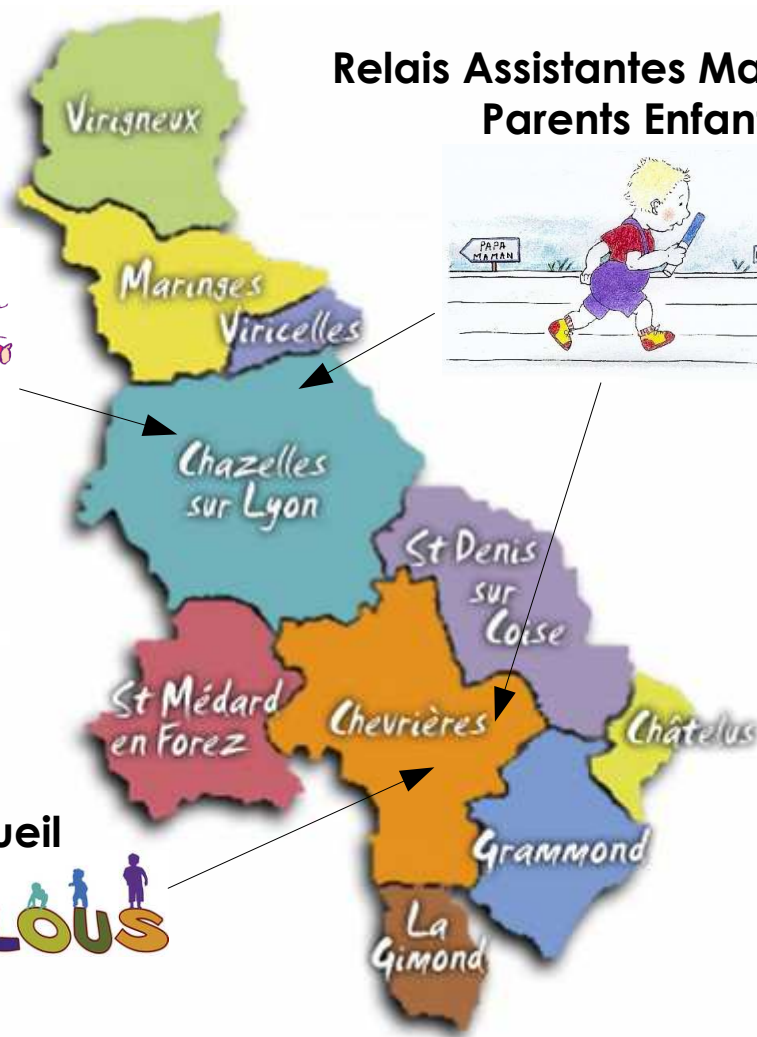 Relais Assistantes Ma
Parents Enfan
Virigneux
PAPA
MAMAN
Maringes
Viricelles
Chazelles
sur Lyon
St Denis
sur
Coise
St Médard
en Forez
Chevrières
Châtelus
ueil
Grammond
LOUS
La
Gimond